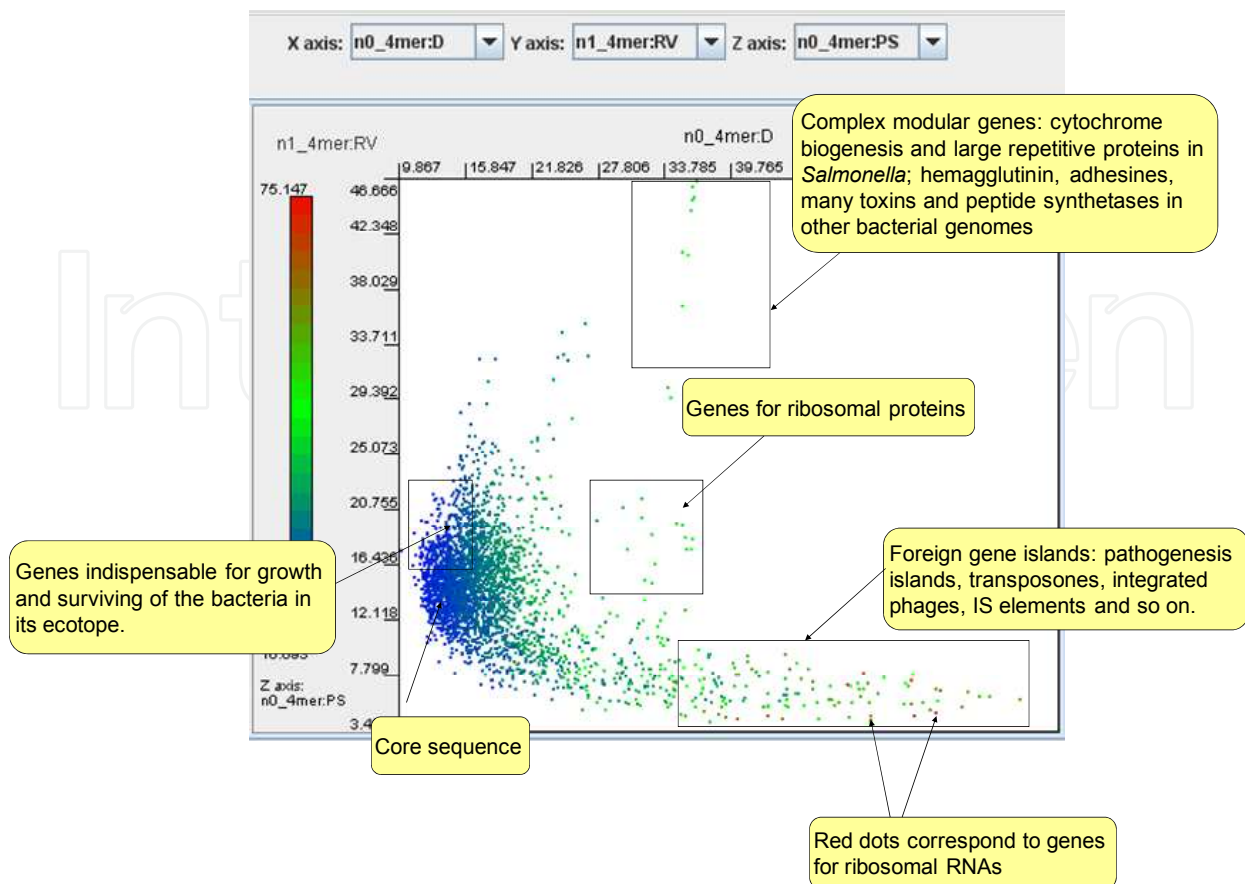 X axis: n0_4mer:D Y axis: n1_4mer:RV Z axis: n0_4mer:PS
n1_4mer:RV
n0_4mer:D
9.867 15.847 21.826 27.806 33.785 39.765
75.147
46.666
42.348
38.029
33.711
29.392
25.073
20.755
16.436
12.118
7.799
Z axis:
n0_4mer:PS
Complex modular genes: cytochrome
biogenesis and large repetitive proteins in
Salmonella; hemagglutinin, adhesines,
many toxins and peptide synthetases in
other bacterial genomes
Genes for ribosomal proteins
Foreign gene islands: pathogenesis
islands, transposones, integrated
phages, IS elements and so on.
Genes indispensable for growth
and surviving of the bacteria in
its ecotope.
Core sequence
Red dots correspond to genes
for ribosomal RNAs